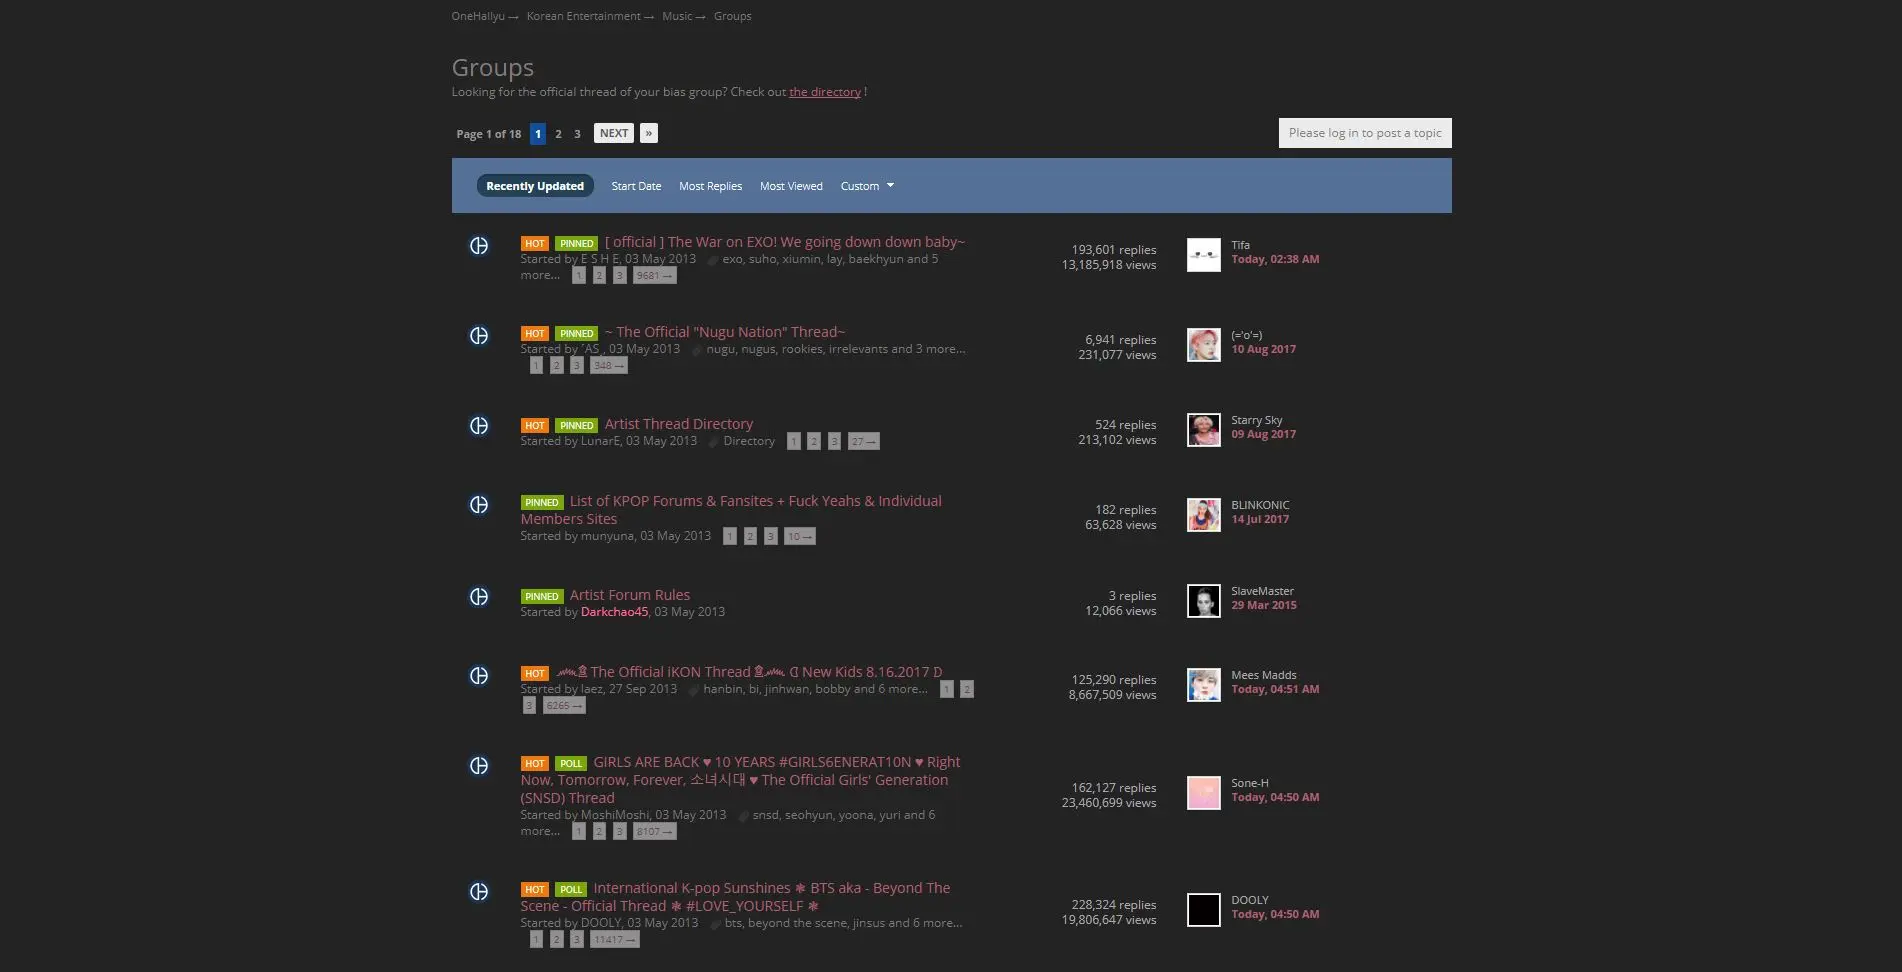 OneHallyu → Korean Entertainment → Music → Groups
Groups
Looking for the official thread of your bias group? Check out the directory !
Page 1 of 18 1 2 3 NEXT »
Please log in to post a topic
Recently Updated Start Date Most Replies Most Viewed Custom
HOT PINNED [ official ] The War on EXO! We going down down baby~
Started by E S H E, 03 May 2013 exo, suho, xiumin, lay, baekhyun and 5
more... 1 2 3 9681 →
193,601 replies
13,185,918 views
Tifa
Today, 02:38 AM
HOT PINNED ~ The Official "Nugu Nation" Thread~
Started by ˊAS , 03 May 2013 nugu, nugus, rookies, irrelevants and 3 more...
1 2 3 348 →
6,941 replies
231,077 views
(='o'=)
10 Aug 2017
HOT PINNED Artist Thread Directory
Started by LunarE, 03 May 2013 Directory 1 2 3 27 →
524 replies
213,102 views
Starry Sky
09 Aug 2017
PINNED List of KPOP Forums & Fansites + Fuck Yeahs & Individual
Members Sites
Started by munyuna, 03 May 2013 1 2 3 10 →
182 replies
63,628 views
BLINKONIC
14 Jul 2017
PINNED Artist Forum Rules
Started by Darkchao45, 03 May 2013
3 replies
12,066 views
SlaveMaster
29 Mar 2015
HOT The Official iKON Thread New Kids 8.16.2017
Started by laez, 27 Sep 2013 hanbin, bi, jinhwan, bobby and 6 more... 1 2
3 6265 →
125,290 replies
8,667,509 views
Mees Madds
Today, 04:51 AM
HOT POLL GIRLS ARE BACK ♥ 10 YEARS #GIRLS6ENERAT10N ♥ Right
Now, Tomorrow, Forever, 소녀시대 ♥ The Official Girls' Generation
(SNSD) Thread
Started by MoshiMoshi, 03 May 2013 snsd, seohyun, yoona, yuri and 6
more... 1 2 3 8107 →
162,127 replies
23,460,699 views
Sone-H
Today, 04:50 AM
HOT POLL International K-pop Sunshines ❃ BTS aka - Beyond The
Scene - Official Thread ❃ #LOVE_YOURSELF ❃
Started by DOOLY, 03 May 2013 bts, beyond the scene, jinsus and 6 more...
1 2 3 11417 →
228,324 replies
19,806,647 views
DOOLY
Today, 04:50 AM